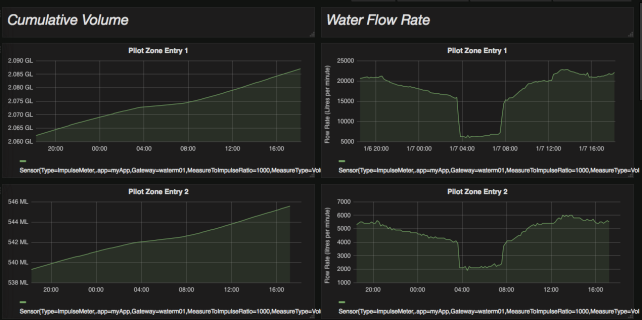 Cumulative Volume
Water Flow Rate
Pilot Zone Entry 1
2.090 GL
2.085 GL
2.080 GL
2.075 GL
2.070 GL
2.065 GL
2.060 GL
20:00
00:00
04:00
08:00
12:00
16:00
Sensor{Type=ImpulseMeter,.app=myApp,Gateway=waterm01,MeasureToImpulseRatio=1000,MeasureType=Vol
Pilot Zone Entry 1
Flow Rate (Litres per minute)
25000
20000
15000
10000
5000
1/6 20:00
1/7 00:00
1/7 04:00
1/7 08:00
1/7 12:00
1/7 16:00
Sensor{Type=ImpulseMeter,.app=myApp,Gateway=waterm01,MeasureToImpulseRatio=1000,MeasureType=Vol
Pilot Zone Entry 2
546 ML
544 ML
542 ML
540 ML
538 ML
20:00
00:00
04:00
08:00
12:00
16:00
Sensor{Type=ImpulseMeter,.app=myApp,Gateway=waterm01,MeasureToImpulseRatio=1000,MeasureType=Vol
Pilot Zone Entry 2
Flow Rate (litres per minute)
7000
6000
5000
4000
3000
2000
1000
20:00
00:00
04:00
08:00
12:00
16:00
Sensor{Type=ImpulseMeter,.app=myApp,Gateway=waterm01,MeasureToImpulseRatio=1000,MeasureType=Vol